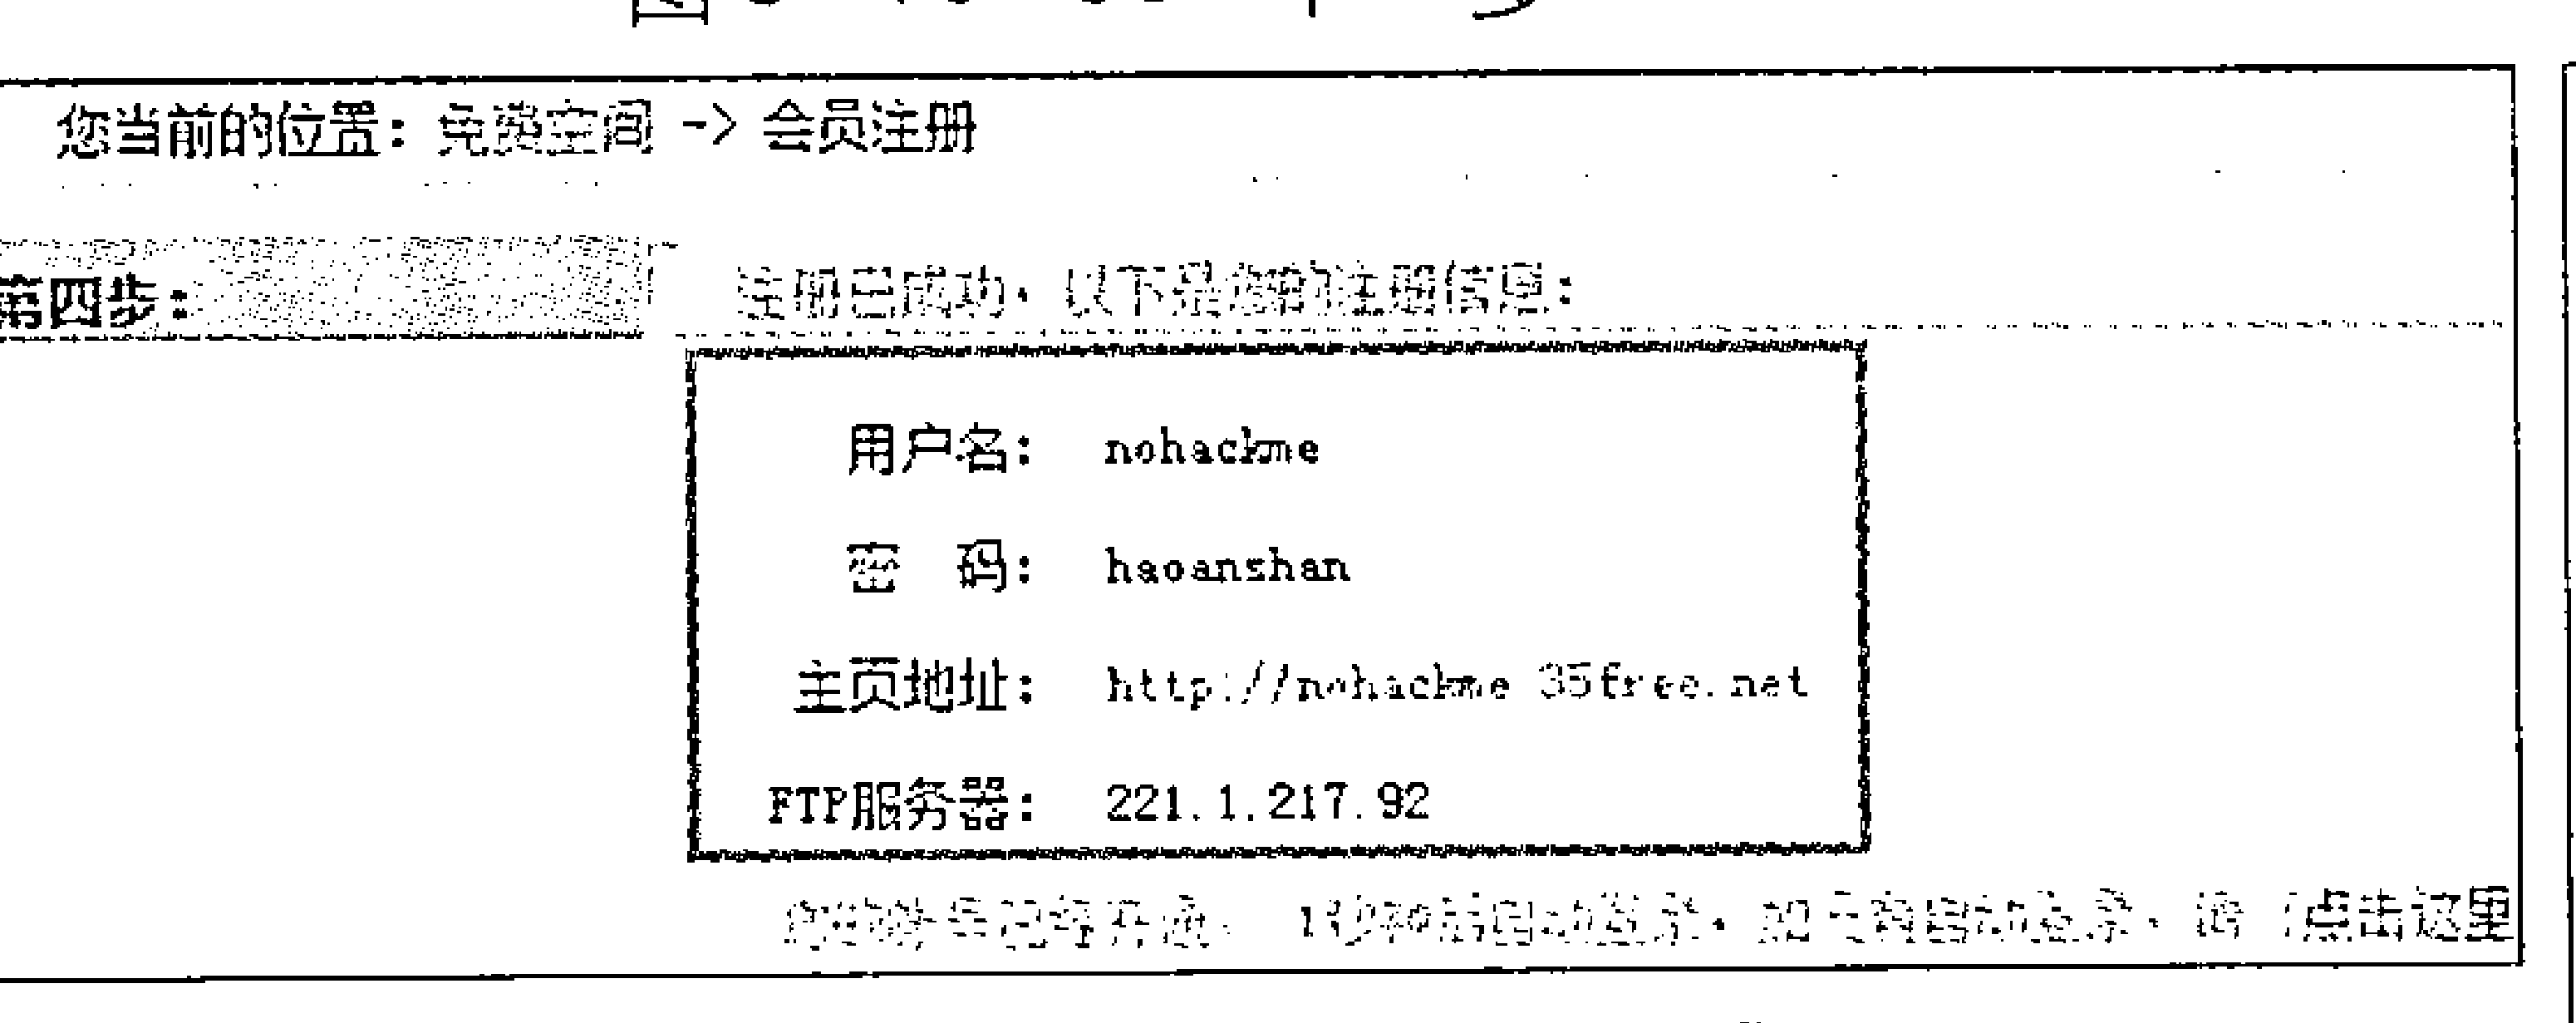 您当前的位置：免费空间 -> 会员注册
第四步：
注册已成功，以下是您的注册信息：
用户名： nohackme
密 码： haoanshan
主页地址： http://nohackme.35free.net
FTP服务器： 221.1.217.92
点击这里